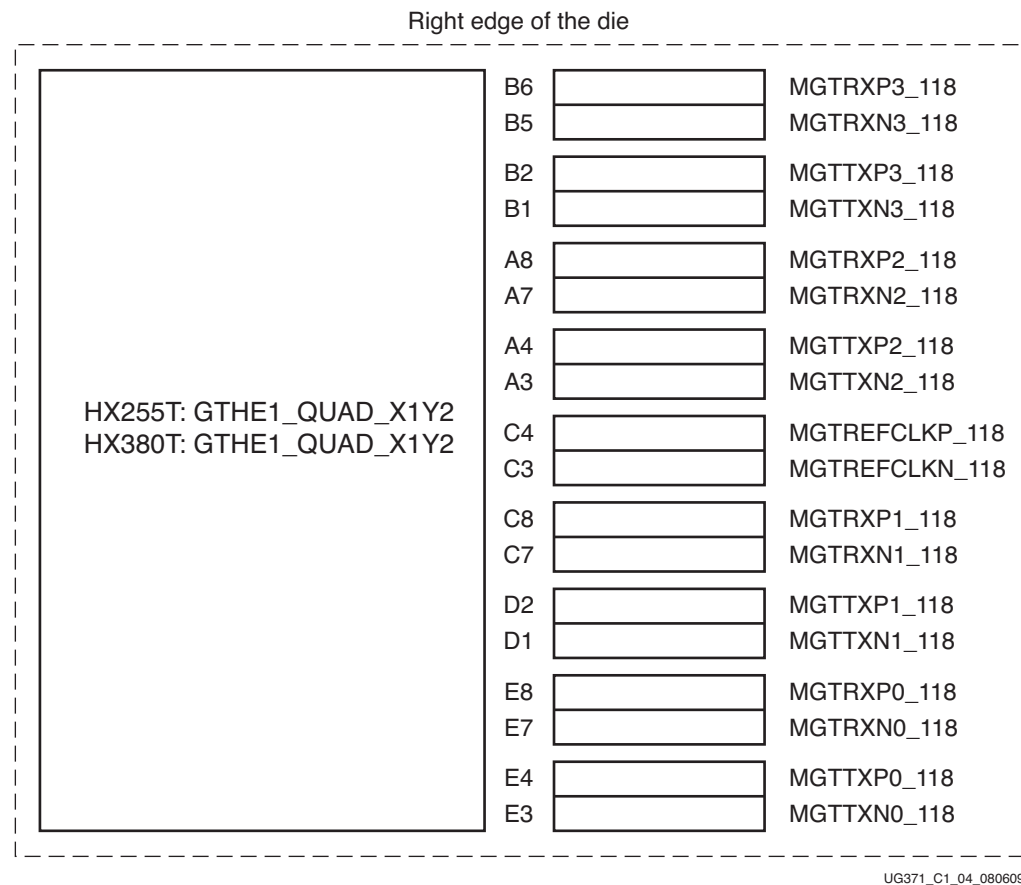 Right edge of the die
B6 MGTRXP3_118
B5 MGTRXN3_118
B2 MGTTXP3_118
B1 MGTTXN3_118
A8 MGTRXP2_118
A7 MGTRXN2_118
A4 MGTTXP2_118
A3 MGTTXN2_118
HX255T: GTHE1_QUAD_X1Y2
HX380T: GTHE1_QUAD_X1Y2
C4 MGTREFCLKP_118
C3 MGTREFCLKN_118
C8 MGTRXP1_118
C7 MGTRXN1_118
D2 MGTTXP1_118
D1 MGTTXN1_118
E8 MGTRXP0_118
E7 MGTRXN0_118
E4 MGTTXP0_118
E3 MGTTXN0_118
UG371_C1_04_080609